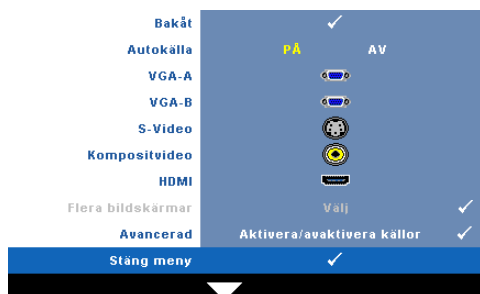 Bakåt
Autokälla PÅ AV
VGA-A
VGA-B
S-Video
Kompositvideo
HDMI
Flera bildskärmar Välj
Avancerad Aktivera/avaktivera källor
Stäng meny